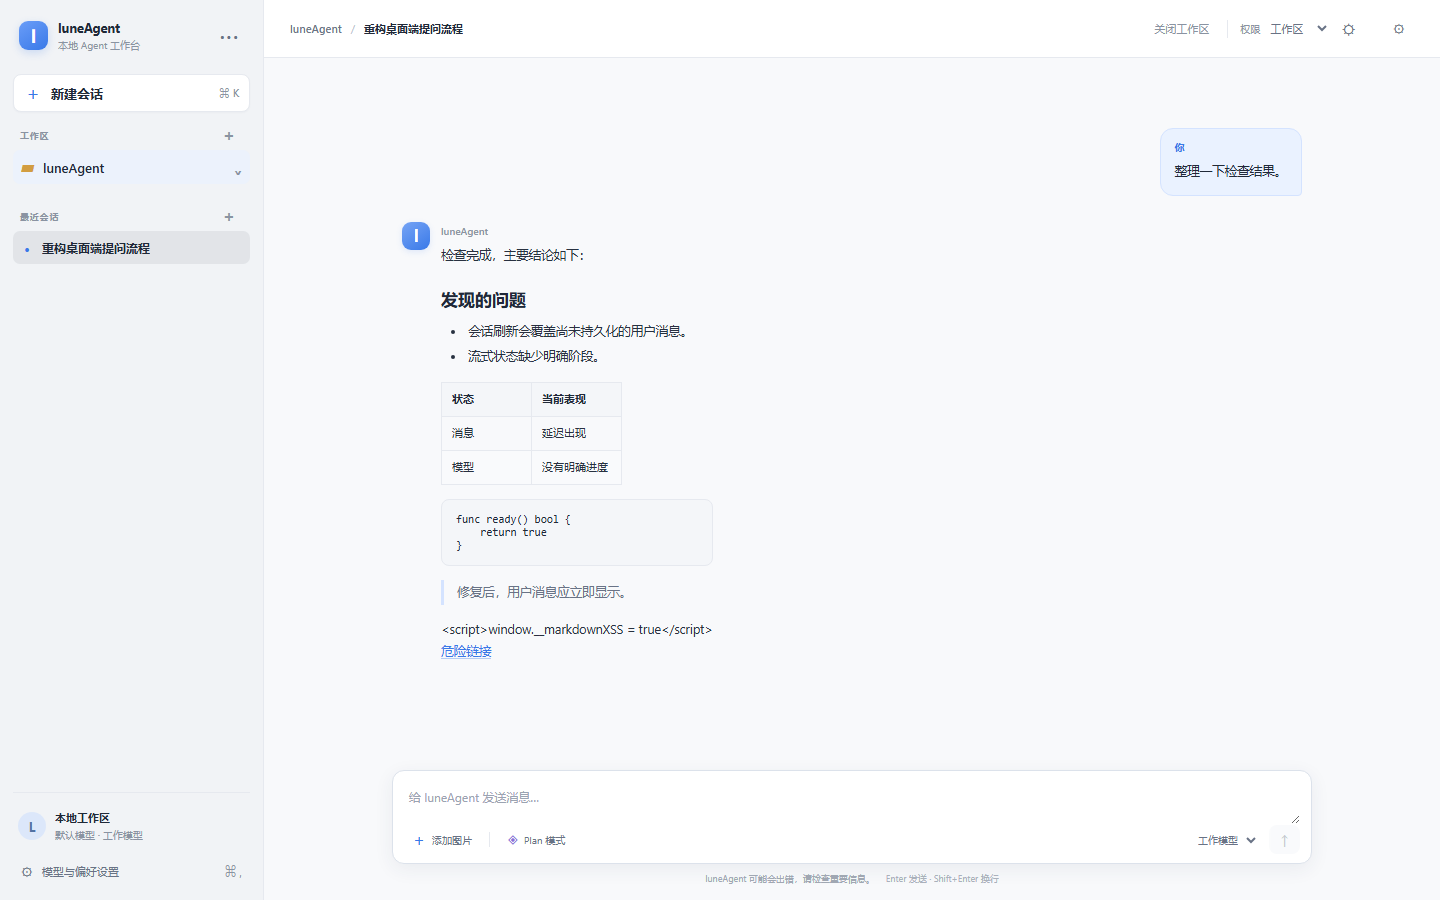 l
luneAgent
本地 Agent 工作台
+ 新建会话 ⌘ K
工作区 +
luneAgent
最近会话 +
重构桌面端提问流程
L
本地工作区
默认模型 · 工作模型
模型与偏好设置 ⌘ ,
luneAgent / 重构桌面端提问流程
关闭工作区 权限 工作区
你
整理一下检查结果。
l
luneAgent
检查完成，主要结论如下：
发现的问题
• 会话刷新会覆盖尚未持久化的用户消息。
• 流式状态缺少明确阶段。
状态 当前表现
消息 延迟出现
模型 没有明确进度
func ready() bool {
    return true
}
修复后，用户消息应立即显示。
<script>window.__markdownXSS = true</script>
危险链接
给 luneAgent 发送消息...
+ 添加图片 Plan 模式 工作模型 ↑
luneAgent 可能会出错，请检查重要信息。 Enter 发送 · Shift+Enter 换行